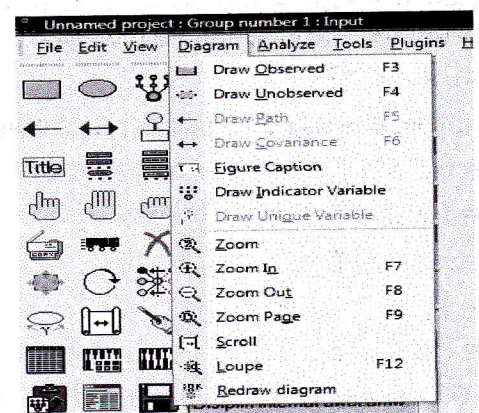 Unnamed project : Group number 1 : Input
File Edit View Diagram Analyze Tools Plugins H
Draw Observed F3
Draw Unobserved F4
Draw Path F5
Draw Covariance F6
Figure Caption
Draw Indicator Variable
Draw Unique Variable
Zoom
Zoom In F7
Zoom Out F8
Zoom Page F9
Scroll
Loupe F12
Redraw diagram
Title